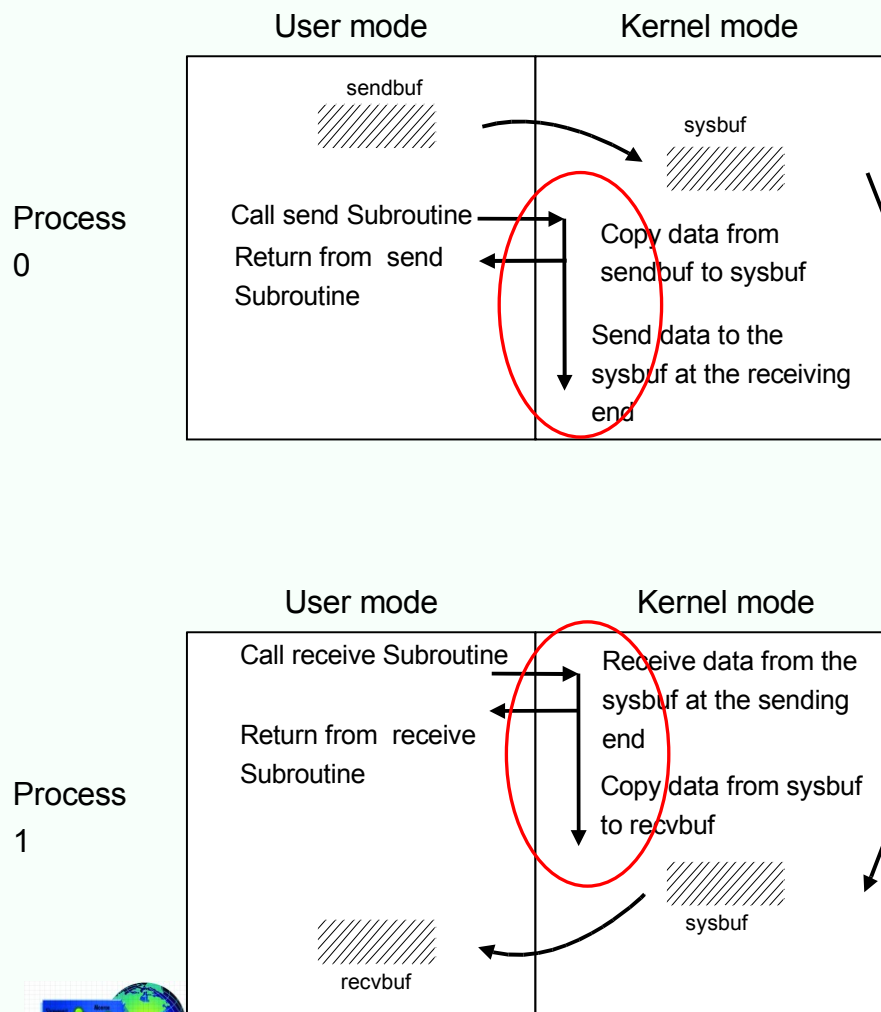 User mode
Kernel mode
sendbuf
sysbuf
Process
0
Call send Subroutine
Return from send
Subroutine
Copy data from
sendbuf to sysbuf
Send data to the
sysbuf at the receiving
end
User mode
Kernel mode
Process
1
Call receive Subroutine
Return from receive
Subroutine
Receive data from the
sysbuf at the sending
end
Copy data from sysbuf
to recvbuf
sysbuf
recvbuf